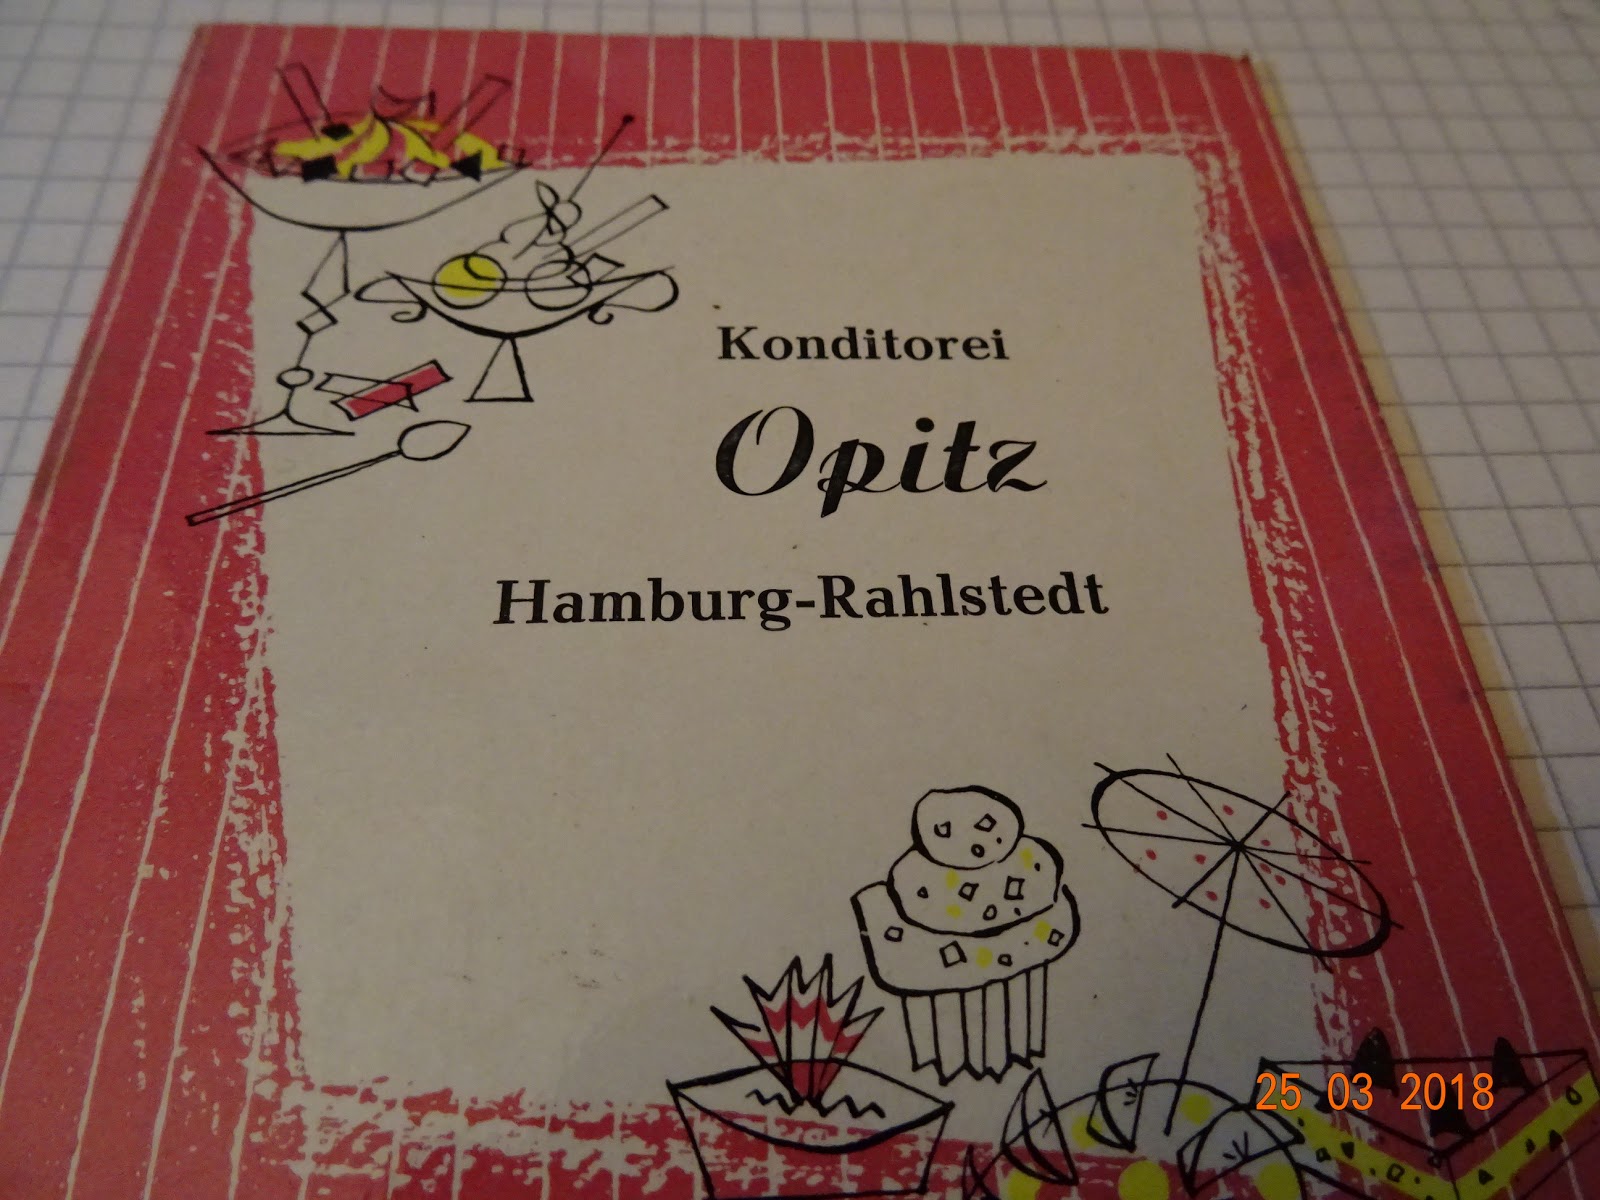 Konditorei
Opitz
Hamburg-Rahlstedt
25 03 2018